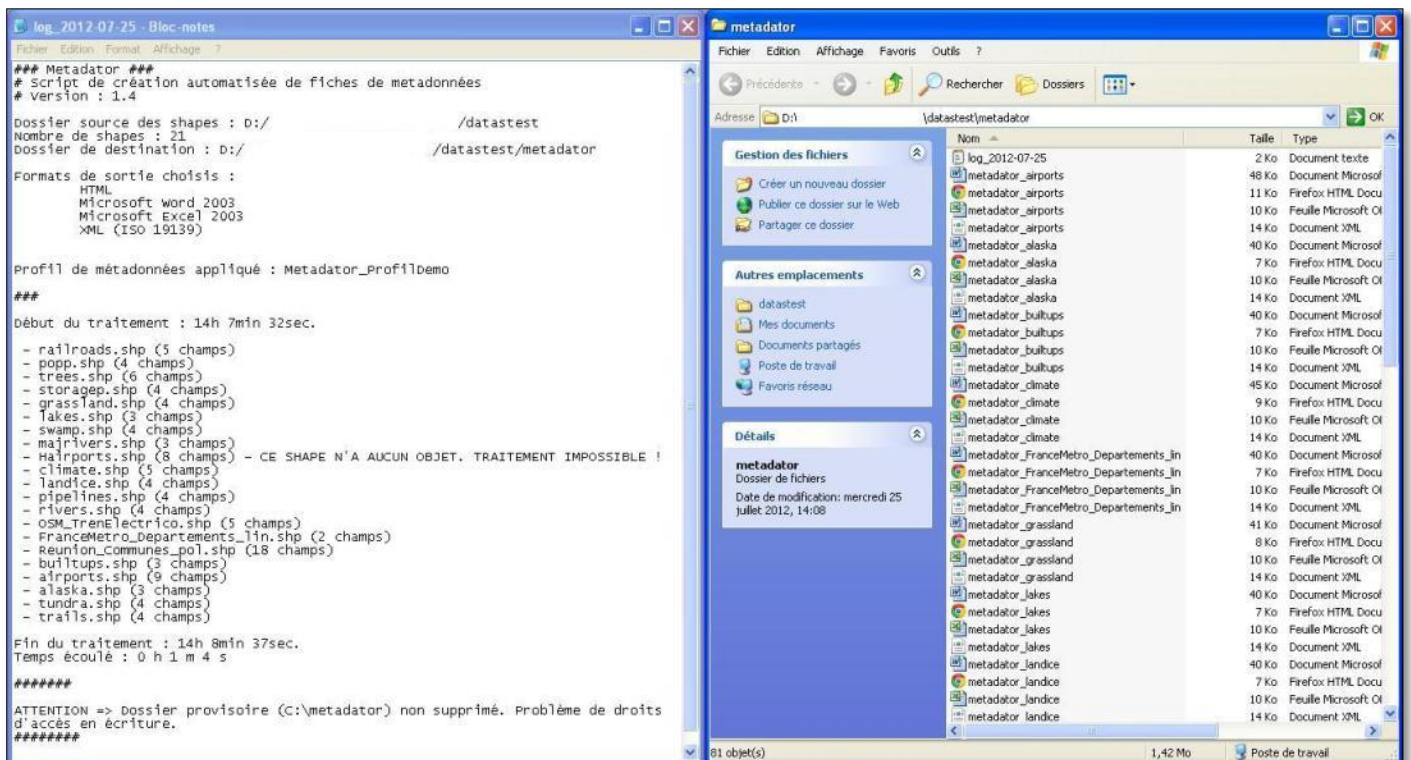 log_2012-07-25 - Bloc-notes
Fichier Edition Format Affichage ?
### Metadator ###
# Script de création automatisée de fiches de metadonnées
# Version : 1.4
Dossier source des shapes : D:/ /datastest
Nombre de shapes : 21
Dossier de destination : D:/ /datastest/metadator
Formats de sortie choisis :
HTML
Microsoft Word 2003
Microsoft Excel 2003
XML (ISO 19139)
Profil de métadonnées appliqué : Metadator_ProfilDemo
###
Début du traitement : 14h 7min 32sec.
- railroads.shp (5 champs)
- popp.shp (4 champs)
- trees.shp (6 champs)
- storagep.shp (4 champs)
- grassland.shp (4 champs)
- lakes.shp (3 champs)
- swamp.shp (4 champs)
- majrivers.shp (3 champs)
- Hairports.shp (8 champs) - CE SHAPE N'A AUCUN OBJET. TRAITEMENT IMPOSSIBLE !
- climate.shp (5 champs)
- landice.shp (4 champs)
- pipelines.shp (4 champs)
- rivers.shp (4 champs)
- OSM_TrenElectrico.shp (5 champs)
- FranceMetro_Departements_lin.shp (2 champs)
- Reunion_Communes_pol.shp (18 champs)
- builtups.shp (3 champs)
- airports.shp (9 champs)
- alaska.shp (3 champs)
- tundra.shp (4 champs)
- trails.shp (4 champs)
Fin du traitement : 14h 8min 37sec.
Temps écoulé : 0 h 1 m 4 s
#######
ATTENTION => Dossier provisoire (C:\metadator) non supprimé. Problème de droits
d'accès en écriture.
########
metadator
Fichier Edition Affichage Favoris Outils ?
Précédente Rechercher Dossiers
Adresse D:\ \datastest\metadator OK
Gestion des fichiers
Créer un nouveau dossier
Publier ce dossier sur le Web
Partager ce dossier
Autres emplacements
datastest
Mes documents
Documents partagés
Poste de travail
Favoris réseau
Détails
metadator
Dossier de fichiers
Date de modification: mercredi 25
juillet 2012, 14:08
Nom Taille Type
log_2012-07-25 2 Ko Document texte
metadator_airports 48 Ko Document Microsof
metadator_airports 11 Ko Firefox HTML Docu
metadator_airports 10 Ko Feuille Microsoft Of
metadator_airports 14 Ko Document XML
metadator_alaska 40 Ko Document Microsof
metadator_alaska 7 Ko Firefox HTML Docu
metadator_alaska 10 Ko Feuille Microsoft Of
metadator_alaska 14 Ko Document XML
metadator_builtups 40 Ko Document Microsof
metadator_builtups 7 Ko Firefox HTML Docu
metadator_builtups 10 Ko Feuille Microsoft Of
metadator_builtups 14 Ko Document XML
metadator_climate 45 Ko Document Microsof
metadator_climate 9 Ko Firefox HTML Docu
metadator_climate 10 Ko Feuille Microsoft Of
metadator_climate 14 Ko Document XML
metadator_FranceMetro_Departements_lin 40 Ko Document Microsof
metadator_FranceMetro_Departements_lin 7 Ko Firefox HTML Docu
metadator_FranceMetro_Departements_lin 10 Ko Feuille Microsoft Of
metadator_FranceMetro_Departements_lin 14 Ko Document XML
metadator_grassland 41 Ko Document Microsof
metadator_grassland 8 Ko Firefox HTML Docu
metadator_grassland 10 Ko Feuille Microsoft Of
metadator_grassland 14 Ko Document XML
metadator_lakes 40 Ko Document Microsof
metadator_lakes 7 Ko Firefox HTML Docu
metadator_lakes 10 Ko Feuille Microsoft Of
metadator_lakes 14 Ko Document XML
metadator_landice 40 Ko Document Microsof
metadator_landice 7 Ko Firefox HTML Docu
metadator_landice 10 Ko Feuille Microsoft Of
metadator_landice 14 Ko Document XML
81 objet(s) 1,42 Mo Poste de travail